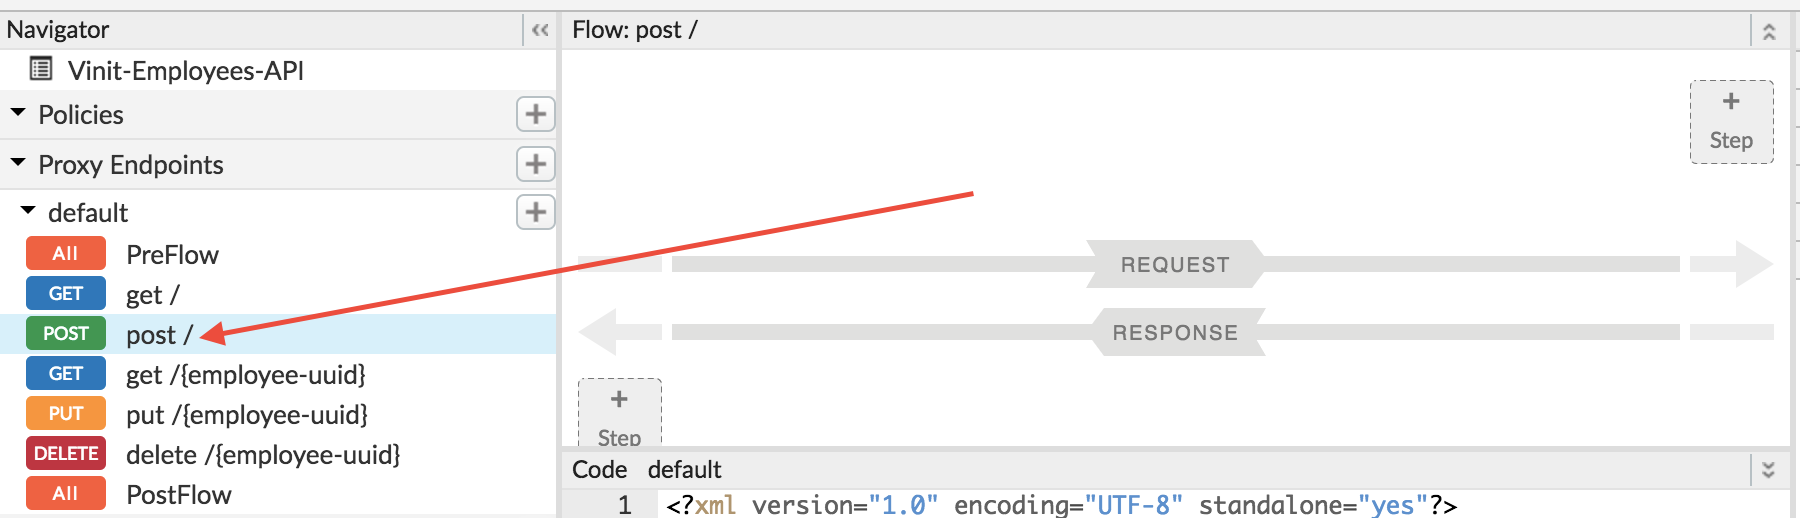 Navigator
Vinit-Employees-API
Policies
Proxy Endpoints
default
All PreFlow
GET get /
POST post /
GET get /{employee-uuid}
PUT put /{employee-uuid}
DELETE delete /{employee-uuid}
All PostFlow
Flow: post /
+
Step
REQUEST
RESPONSE
+
Step
Code default
1 <?xml version="1.0" encoding="UTF-8" standalone="yes"?>